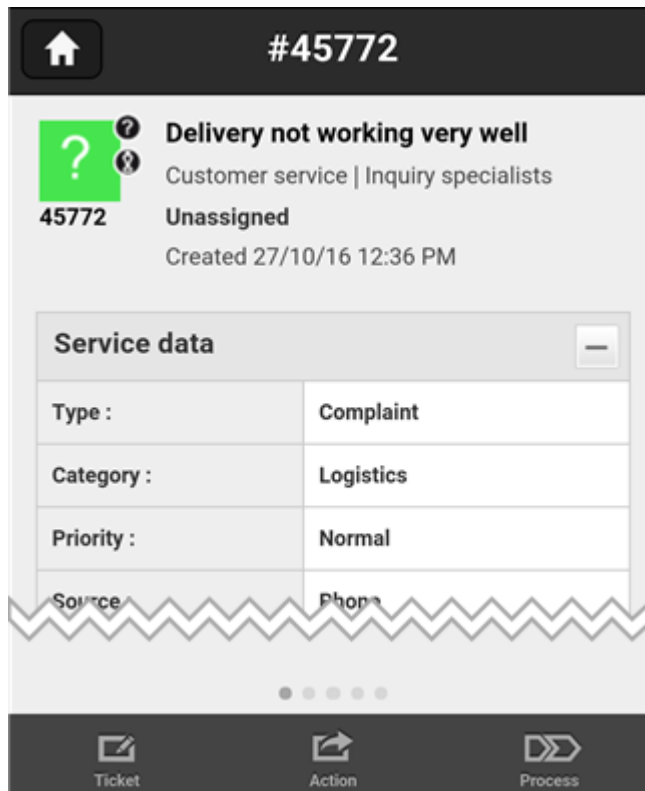 #45772
?
?
Delivery not working very well
Customer service | Inquiry specialists
45772
Unassigned
Created 27/10/16 12:36 PM
Service data
Type :
Complaint
Category :
Logistics
Priority :
Normal
Source :
Phone
Ticket
Action
Process